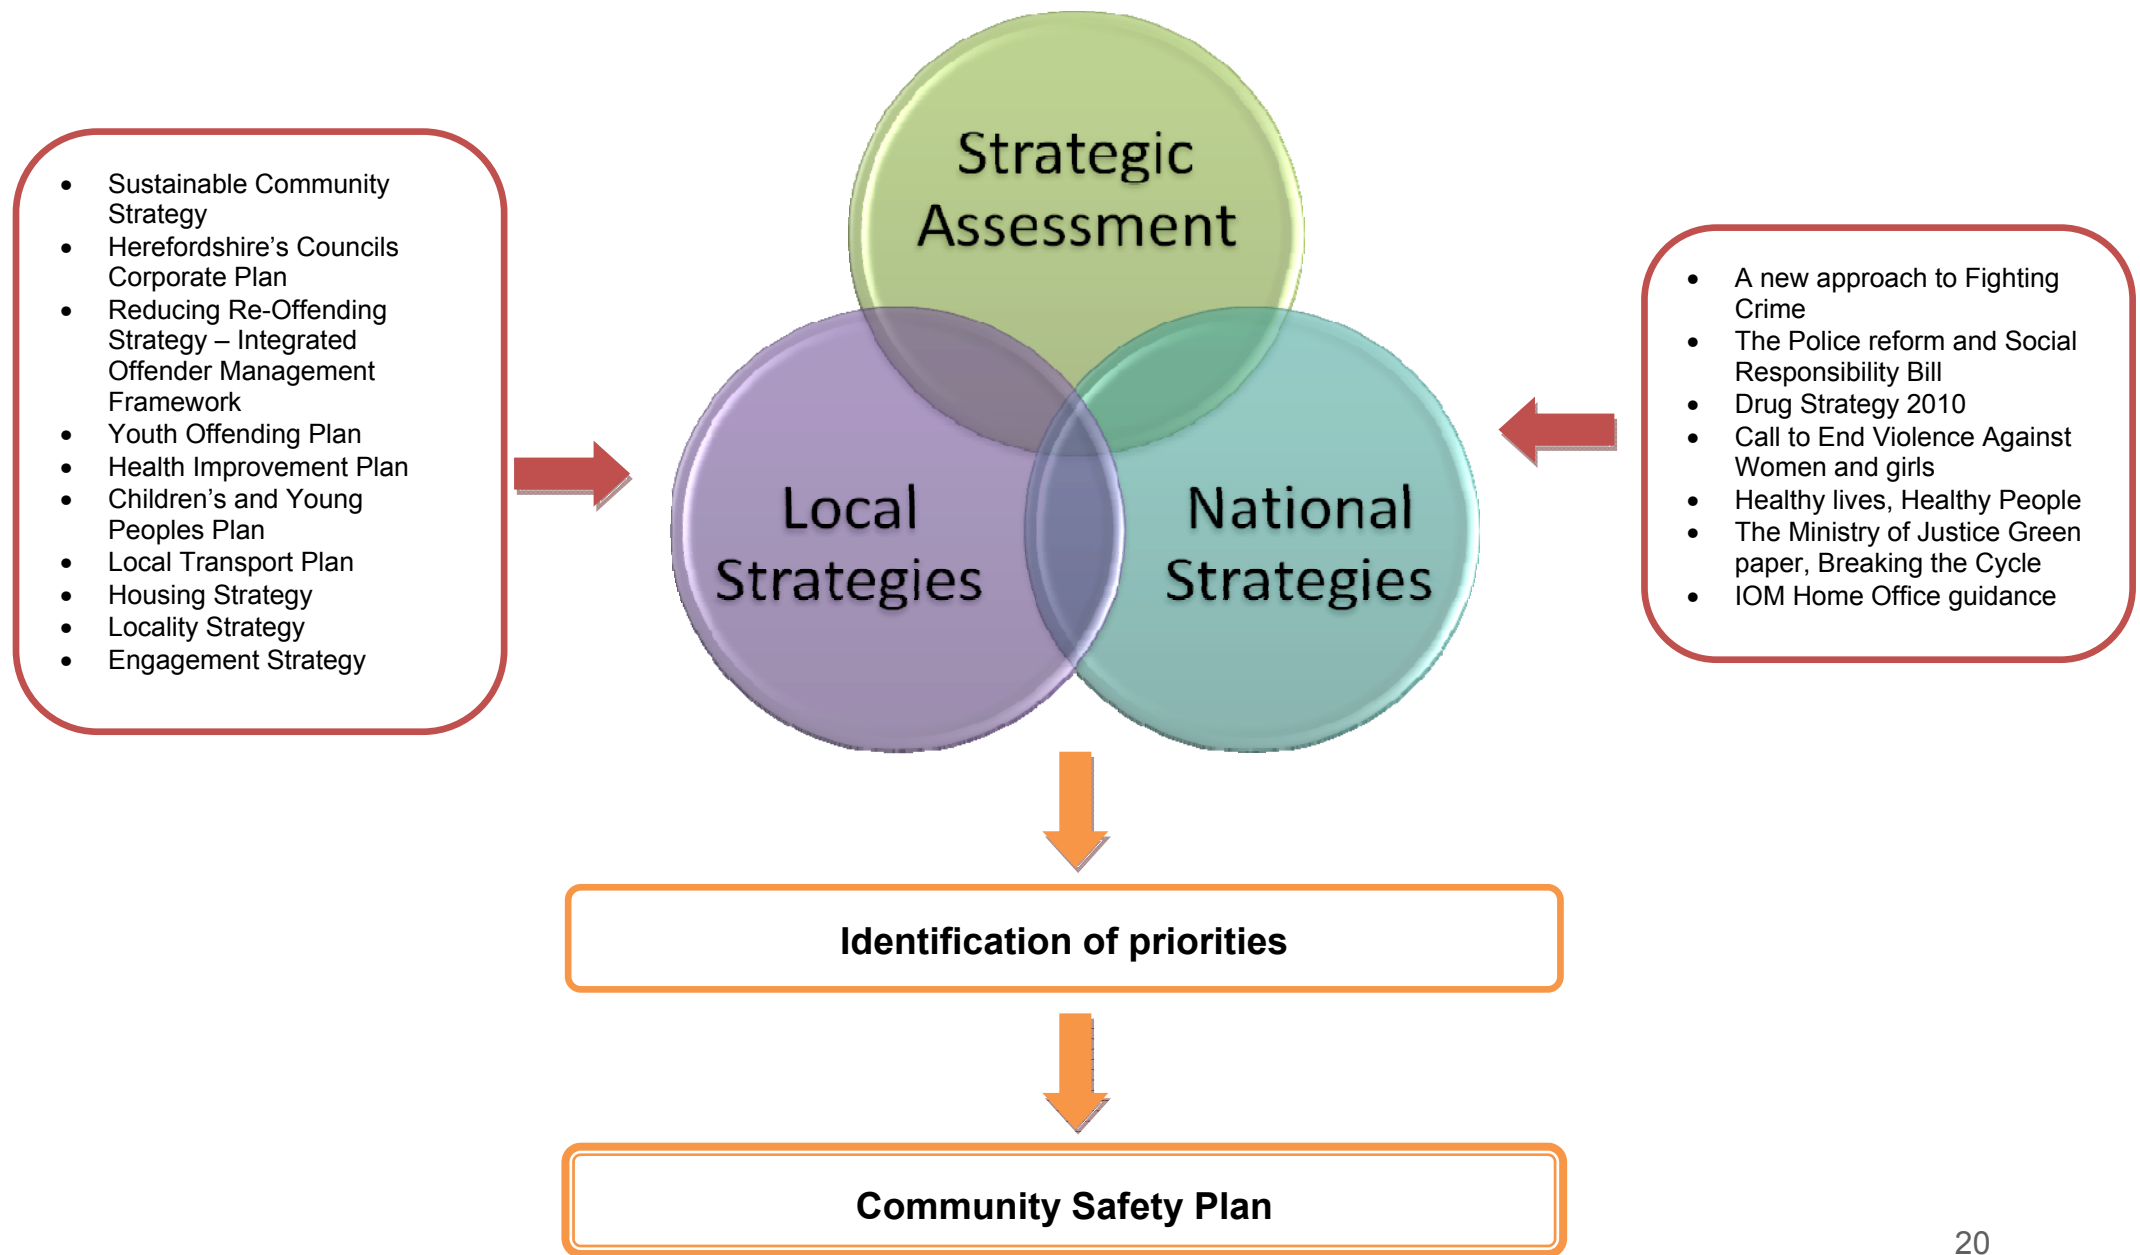 Strategic
Assessment
• Sustainable Community
Strategy
• Herefordshire’s Councils
Corporate Plan
• Reducing Re-Offending
Strategy – Integrated
Offender Management
Framework
• Youth Offending Plan
• Health Improvement Plan
• Children’s and Young
Peoples Plan
• Local Transport Plan
• Housing Strategy
• Locality Strategy
• Engagement Strategy
Local
Strategies
National
Strategies
• A new approach to Fighting
Crime
• The Police reform and Social
Responsibility Bill
• Drug Strategy 2010
• Call to End Violence Against
Women and girls
• Healthy lives, Healthy People
• The Ministry of Justice Green
paper, Breaking the Cycle
• IOM Home Office guidance
Identification of priorities
Community Safety Plan
20